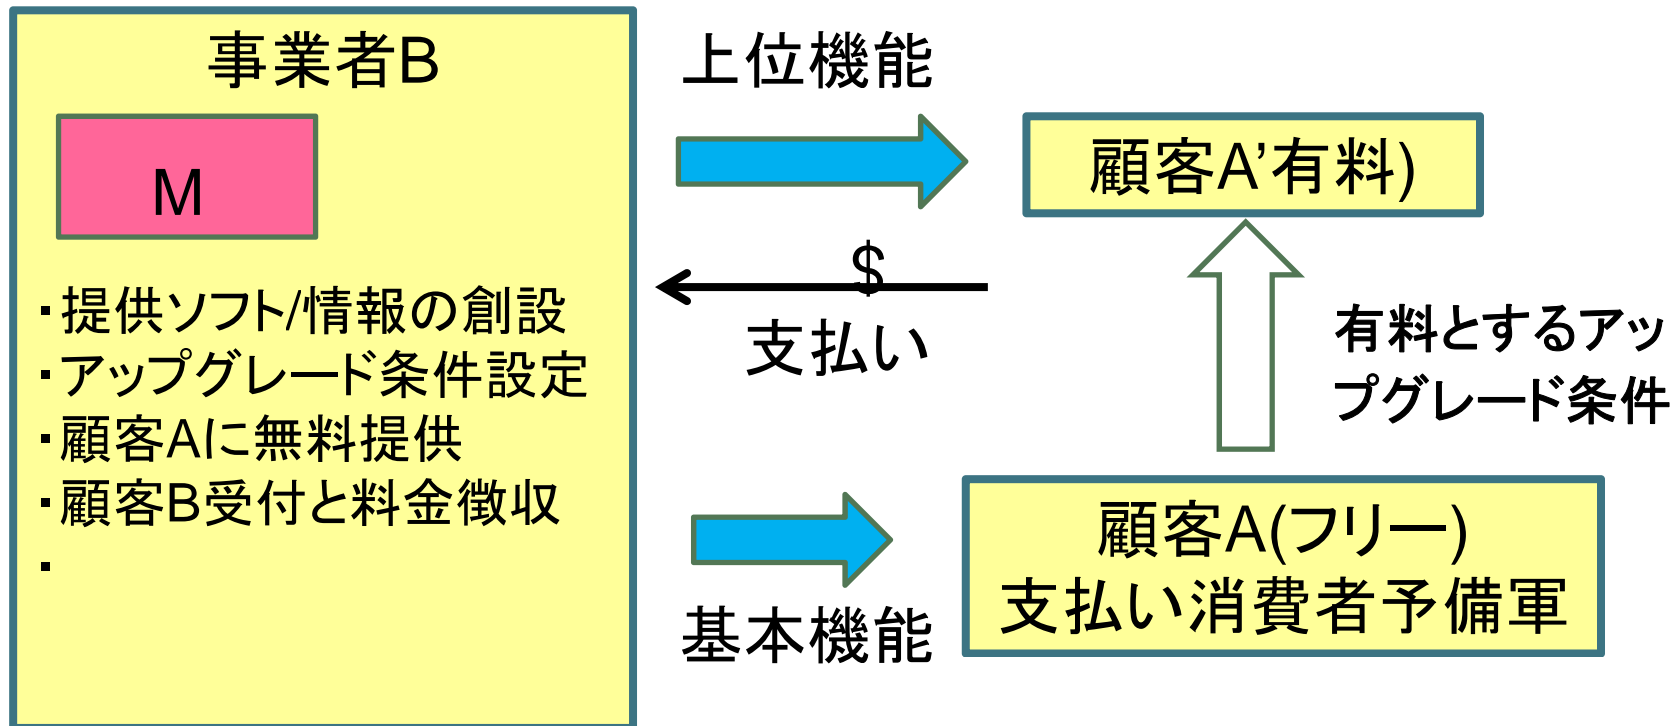 事業者B
M
・提供ソフト/情報の創設
・アップグレード条件設定
・顧客Aに無料提供
・顧客B受付と料金徴収
・
上位機能
$
支払い
基本機能
顧客A’有料)
有料とするアッ
プグレード条件
顧客A(フリー)
支払い消費者予備軍